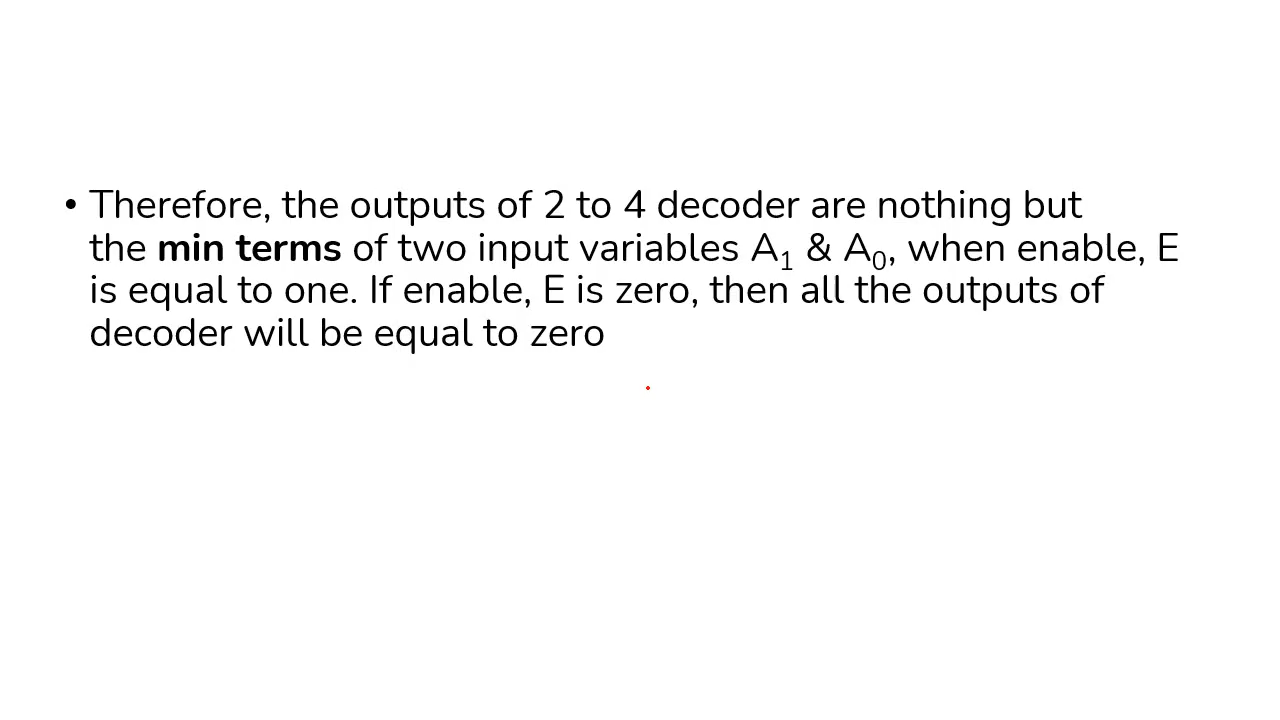 • Therefore, the outputs of 2 to 4 decoder are nothing but
the min terms of two input variables A₁ & A₀, when enable, E
is equal to one. If enable, E is zero, then all the outputs of
decoder will be equal to zero